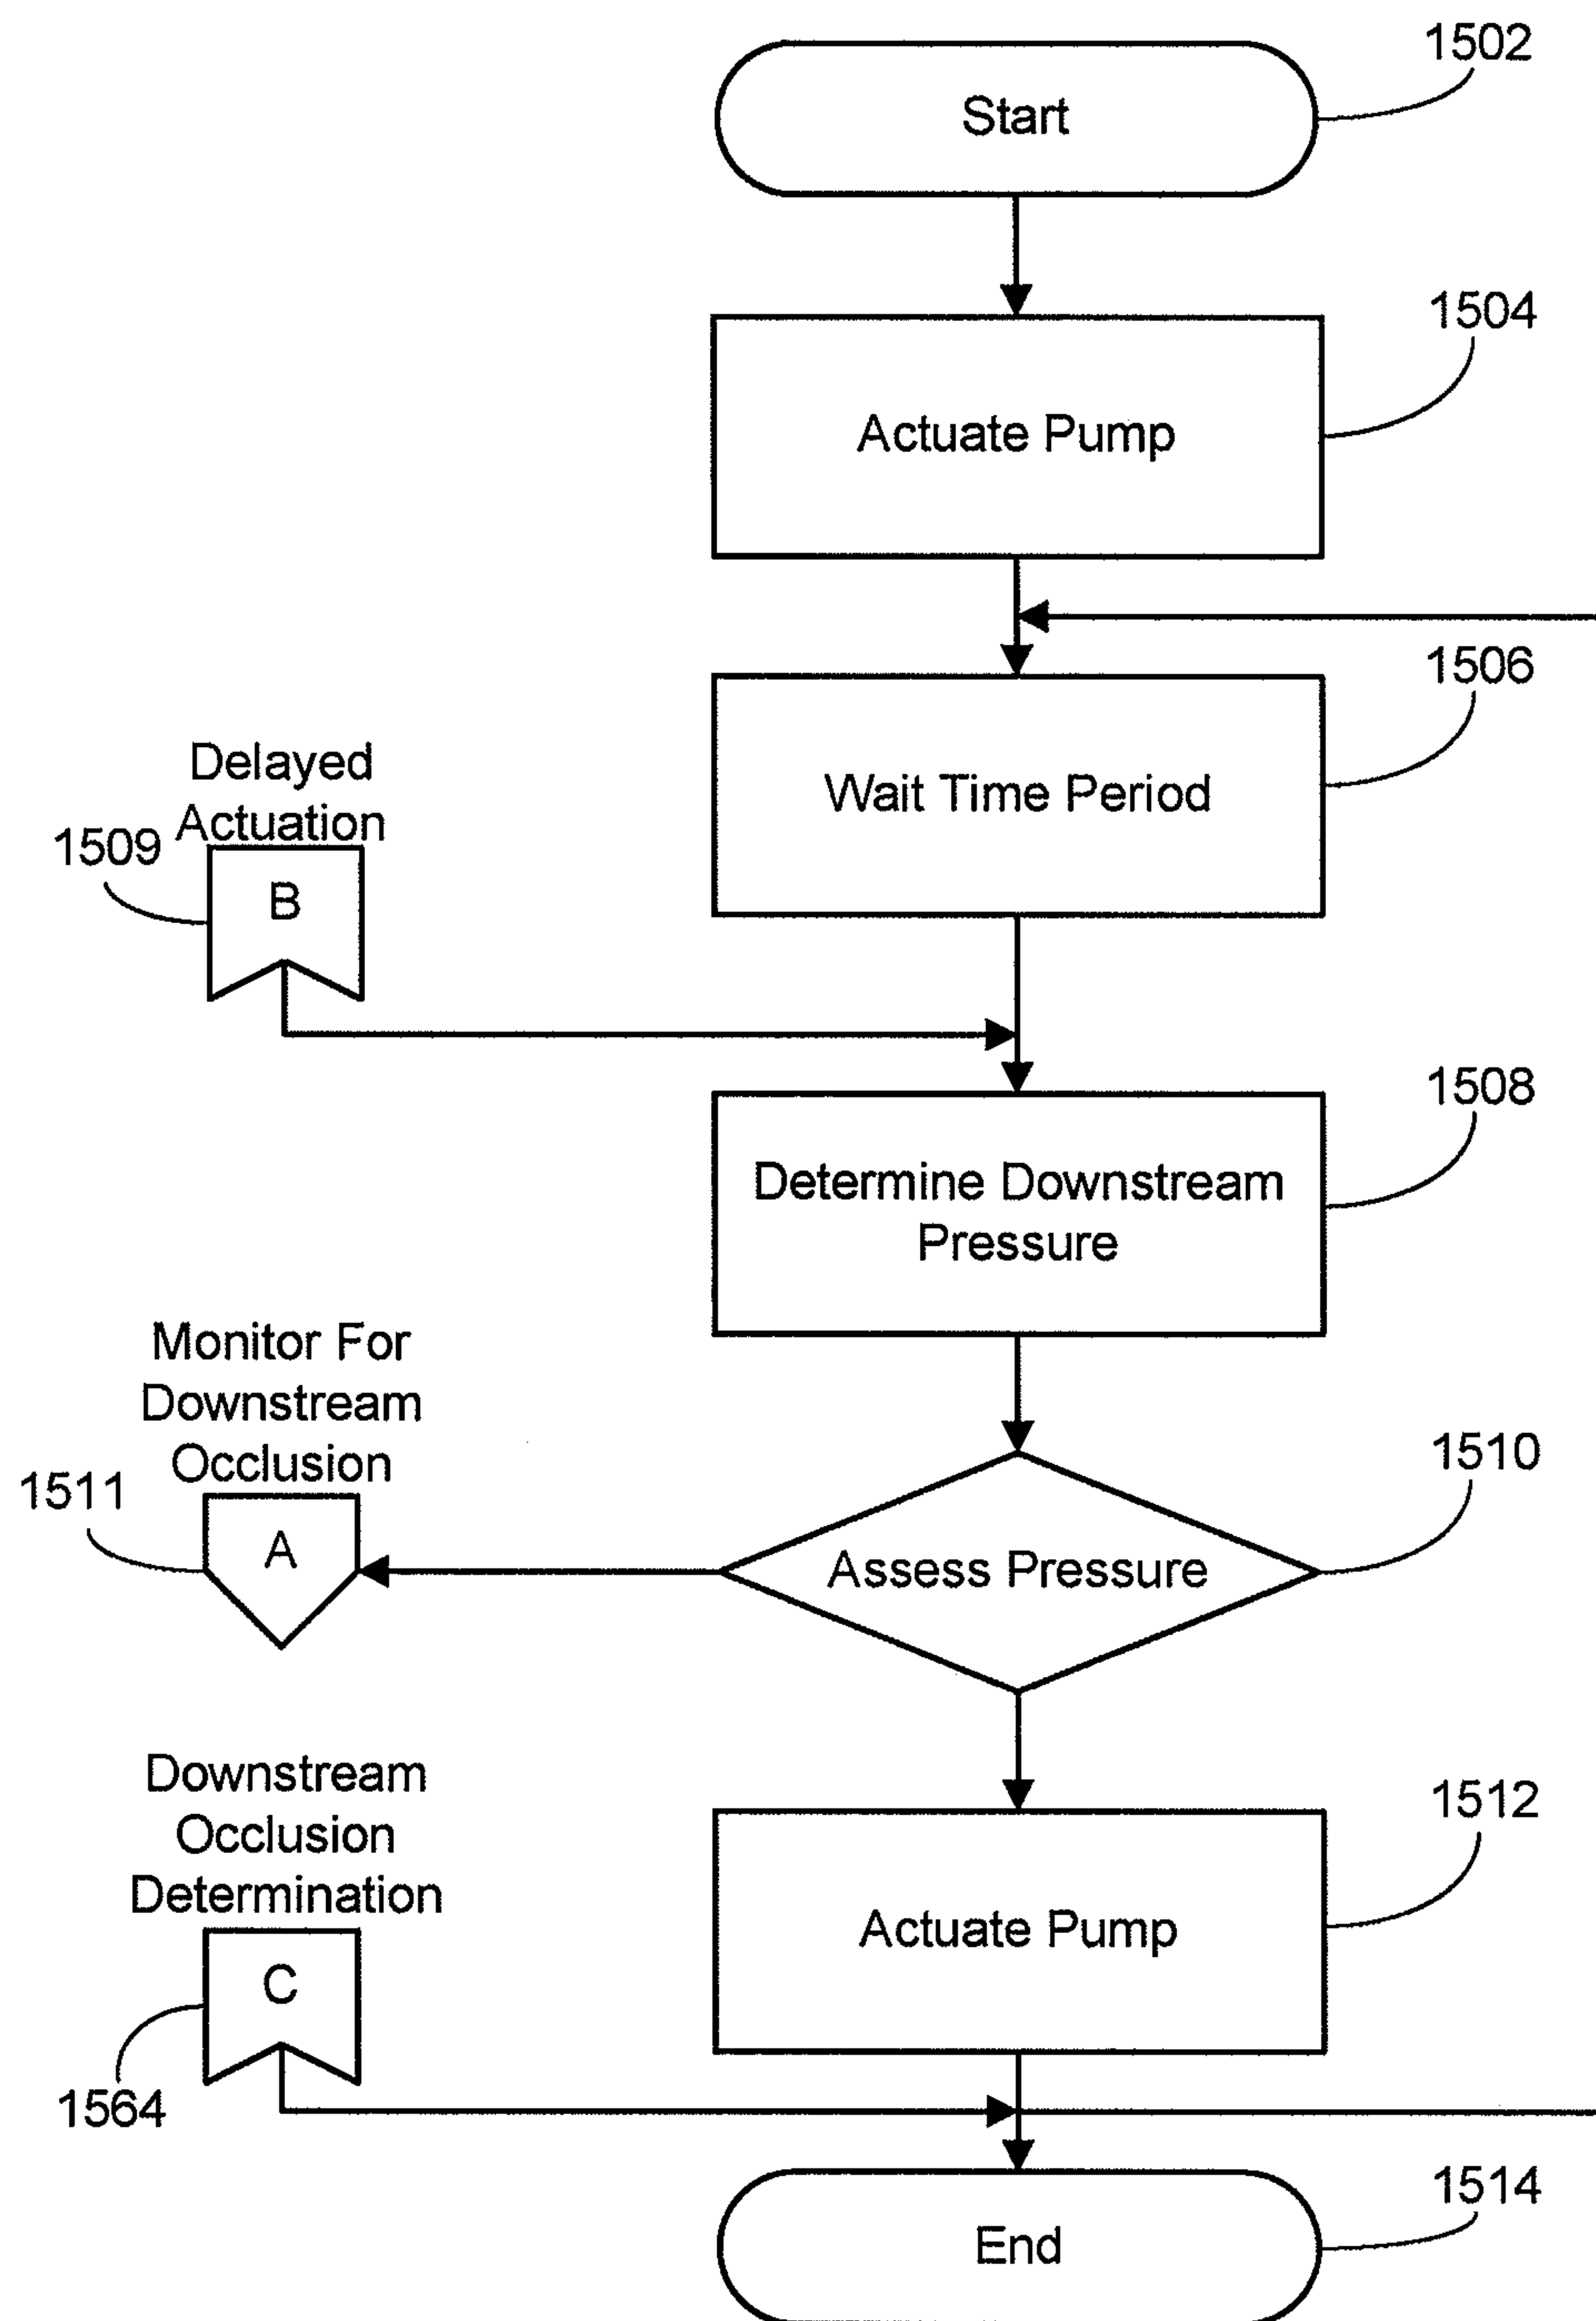 1502
Start
1504
Actuate Pump
1506
Wait Time Period
Delayed
Actuation
1509
B
1508
Determine Downstream
Pressure
Monitor For
Downstream
Occlusion
1511
A
1510
Assess Pressure
Downstream
Occlusion
Determination
1512
Actuate Pump
C
1564
1514
End